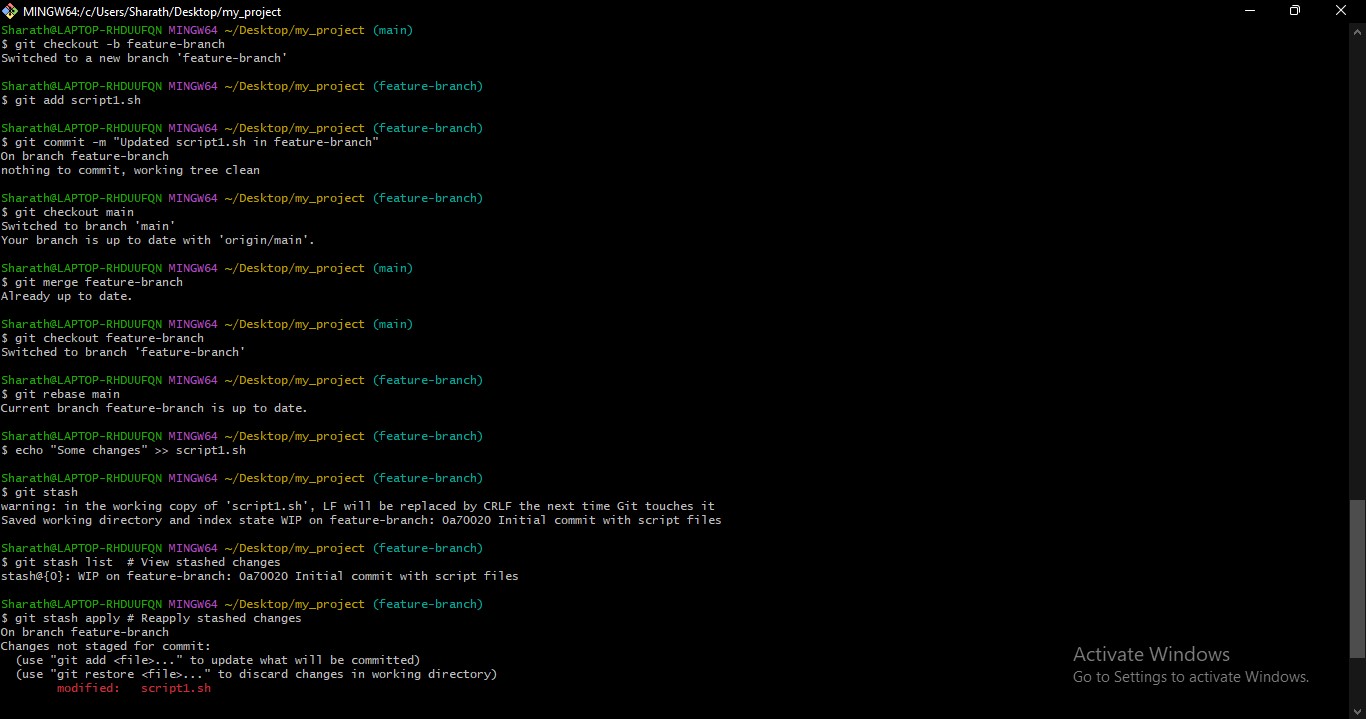 MINGW64:/c/Users/Sharath/Desktop/my_project
Sharath@LAPTOP-RHDUUFQN MINGW64 ~/Desktop/my_project (main)
$ git checkout -b feature-branch
Switched to a new branch 'feature-branch'
Sharath@LAPTOP-RHDUUFQN MINGW64 ~/Desktop/my_project (feature-branch)
$ git add script1.sh
Sharath@LAPTOP-RHDUUFQN MINGW64 ~/Desktop/my_project (feature-branch)
$ git commit -m "Updated script1.sh in feature-branch"
On branch feature-branch
nothing to commit, working tree clean
Sharath@LAPTOP-RHDUUFQN MINGW64 ~/Desktop/my_project (feature-branch)
$ git checkout main
Switched to branch 'main'
Your branch is up to date with 'origin/main'.
Sharath@LAPTOP-RHDUUFQN MINGW64 ~/Desktop/my_project (main)
$ git merge feature-branch
Already up to date.
Sharath@LAPTOP-RHDUUFQN MINGW64 ~/Desktop/my_project (main)
$ git checkout feature-branch
Switched to branch 'feature-branch'
Sharath@LAPTOP-RHDUUFQN MINGW64 ~/Desktop/my_project (feature-branch)
$ git rebase main
Current branch feature-branch is up to date.
Sharath@LAPTOP-RHDUUFQN MINGW64 ~/Desktop/my_project (feature-branch)
$ echo "Some changes" >> script1.sh
Sharath@LAPTOP-RHDUUFQN MINGW64 ~/Desktop/my_project (feature-branch)
$ git stash
warning: in the working copy of 'script1.sh', LF will be replaced by CRLF the next time Git touches it
Saved working directory and index state WIP on feature-branch: 0a70020 Initial commit with script files
Sharath@LAPTOP-RHDUUFQN MINGW64 ~/Desktop/my_project (feature-branch)
$ git stash list  # View stashed changes
stash@{0}: WIP on feature-branch: 0a70020 Initial commit with script files
Sharath@LAPTOP-RHDUUFQN MINGW64 ~/Desktop/my_project (feature-branch)
$ git stash apply # Reapply stashed changes
On branch feature-branch
Changes not staged for commit:
  (use "git add <file>..." to update what will be committed)
  (use "git restore <file>..." to discard changes in working directory)
        modified:   script1.sh
Activate Windows
Go to Settings to activate Windows.